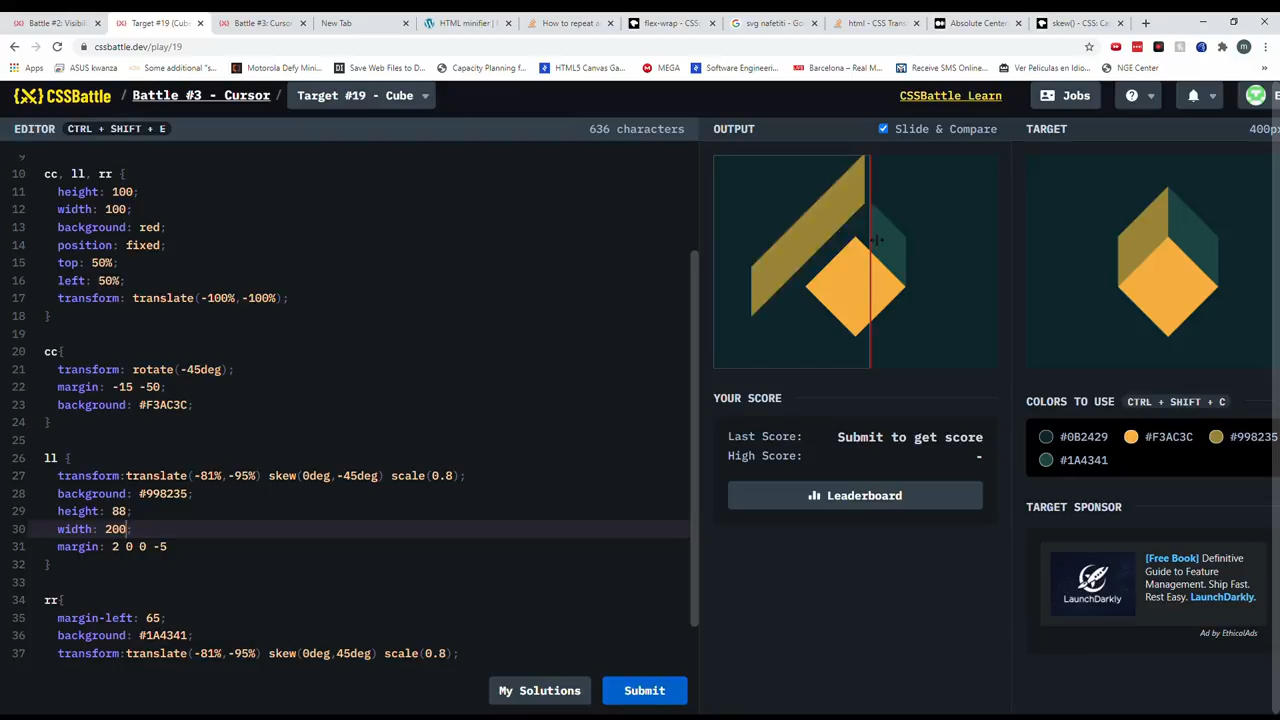 Battle #2: Visibili
Target #19 (Cube
Battle #3: Cursor
New Tab
HTML minifier |
How to repeat a
flex-wrap - CSS:
svg nafetiti - Go
html - CSS Trans
Absolute Center
skew() - CSS: Ca
cssbattle.dev/play/19
Apps
ASUS kwanza
Some additional "s...
Motorola Defy Mini...
Save Web Files to D...
Capacity Planning f...
HTML5 Canvas Ga...
MEGA
Software Engineeri...
Barcelona – Real M...
Receive SMS Online...
Ver Películas en Idio...
NGE Center
CSSBattle / Battle #3 - Cursor / Target #19 - Cube
CSSBattle Learn
Jobs
EDITOR CTRL + SHIFT + E
636 characters
OUTPUT
Slide & Compare
TARGET
400p
9
10 cc, ll, rr {
11 height: 100;
12 width: 100;
13 background: red;
14 position: fixed;
15 top: 50%;
16 left: 50%;
17 transform: translate(-100%,-100%);
18 }
19
20 cc{
21 transform: rotate(-45deg);
22 margin: -15 -50;
23 background: #F3AC3C;
24 }
25
26 ll {
27 transform:translate(-81%,-95%) skew(0deg,-45deg) scale(0.8);
28 background: #998235;
29 height: 88;
30 width: 200;
31 margin: 2 0 0 -5
32 }
33
34 rr{
35 margin-left: 65;
36 background: #1A4341;
37 transform:translate(-81%,-95%) skew(0deg,45deg) scale(0.8);
My Solutions
Submit
YOUR SCORE
Last Score: Submit to get score
High Score: -
Leaderboard
COLORS TO USE CTRL + SHIFT + C
#0B2429 #F3AC3C #998235
#1A4341
TARGET SPONSOR
LaunchDarkly
[Free Book] Definitive
Guide to Feature
Management. Ship Fast.
Rest Easy. LaunchDarkly.
Ad by EthicalAds